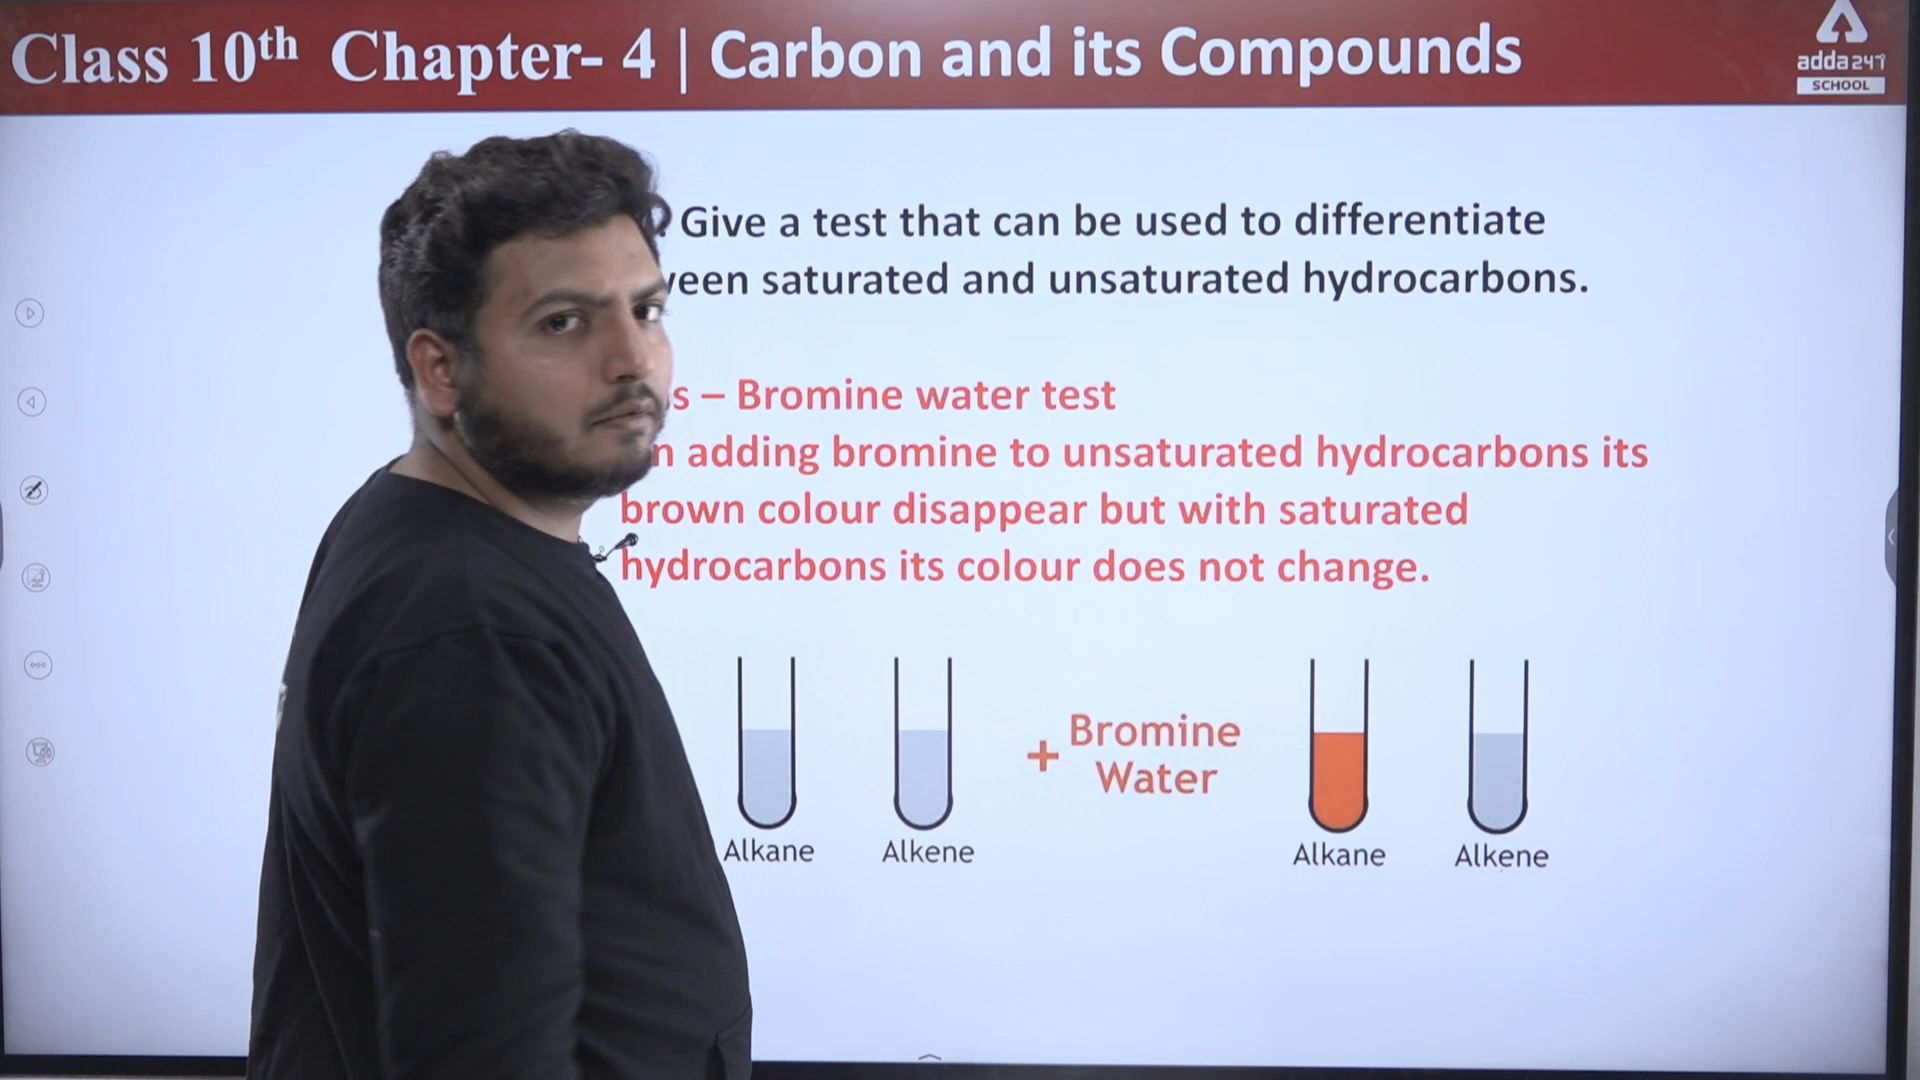 Class 10th Chapter- 4 | Carbon and its Compounds
adda247
SCHOOL
Give a test that can be used to differentiate
saturated and unsaturated hydrocarbons.
– Bromine water test
adding bromine to unsaturated hydrocarbons its
brown colour disappear but with saturated
hydrocarbons its colour does not change.
+ Bromine
Water
Alkane Alkene Alkane Alkene